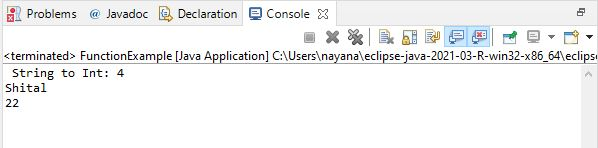 Problems @ Javadoc Declaration Console
<terminated> FunctionExample [Java Application] C:\Users\nayana\eclipse-java-2021-03-R-win32-x86_64\eclipse
String to Int: 4
Shital
22